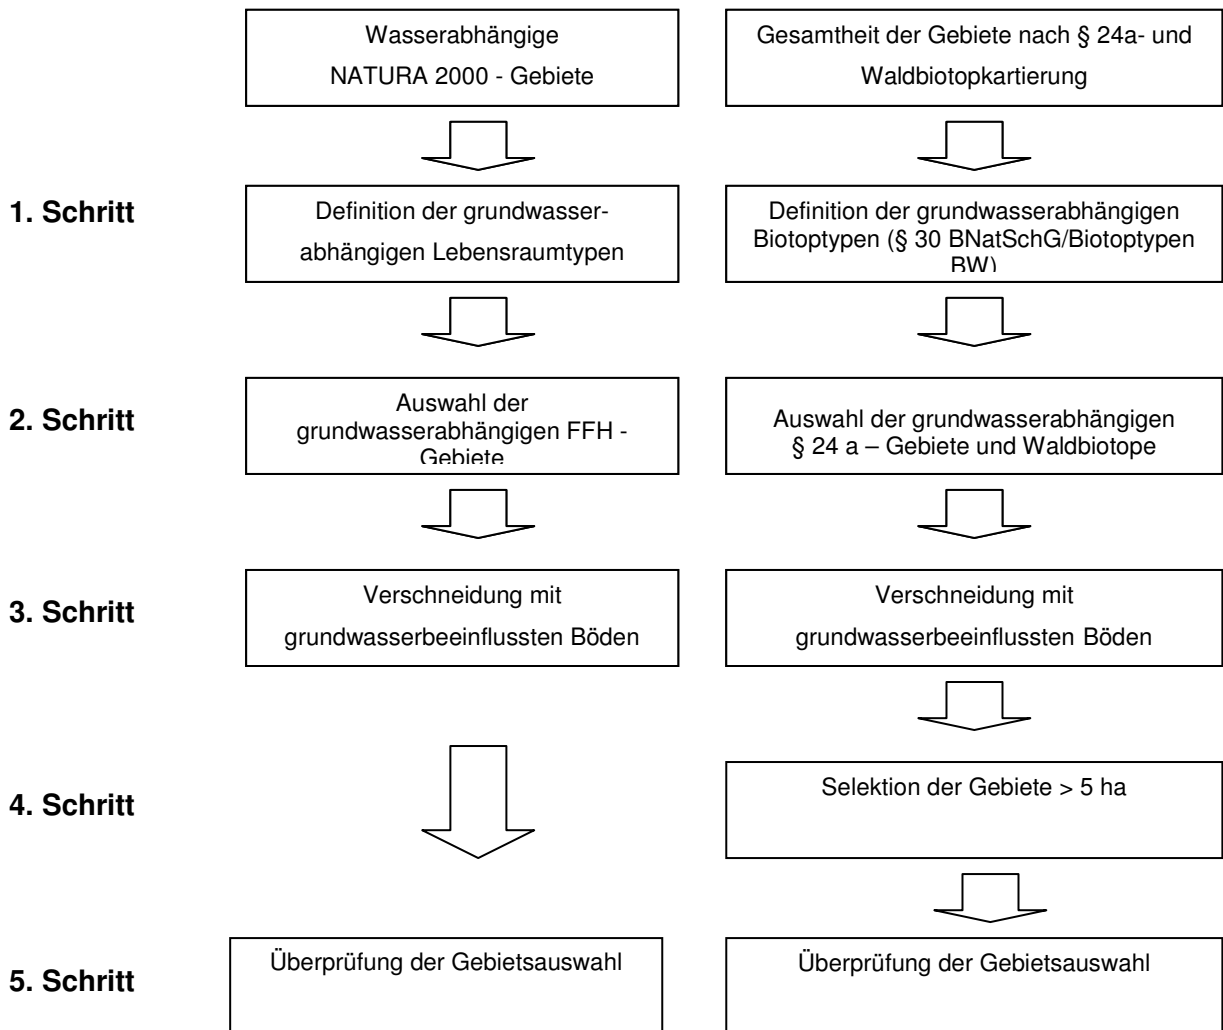 Wasserabhängige
NATURA 2000 - Gebiete
Gesamtheit der Gebiete nach § 24a- und
Waldbiotopkartierung
1. Schritt
Definition der grundwasser-
abhängigen Lebensraumtypen
Definition der grundwasserabhängigen
Biotoptypen (§ 30 BNatSchG/Biotoptypen
BW)
2. Schritt
Auswahl der
grundwasserabhängigen FFH -
Gebiete
Auswahl der grundwasserabhängigen
§ 24 a – Gebiete und Waldbiotope
3. Schritt
Verschneidung mit
grundwasserbeeinflussten Böden
Verschneidung mit
grundwasserbeeinflussten Böden
4. Schritt
Selektion der Gebiete > 5 ha
5. Schritt
Überprüfung der Gebietsauswahl
Überprüfung der Gebietsauswahl